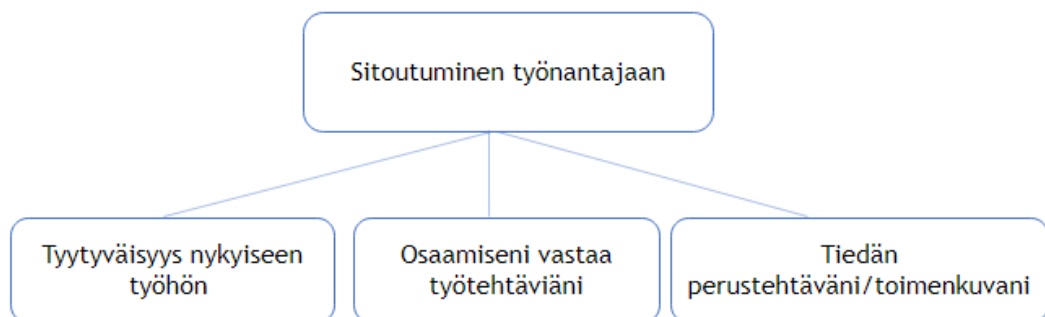 Sitoutuminen työnantajaan
Tyytyväisyys nykyiseen
työhön
Osaamiseni vastaa
työtehtäviäni
Tiedän
perustehtäväni/toimenkuvani